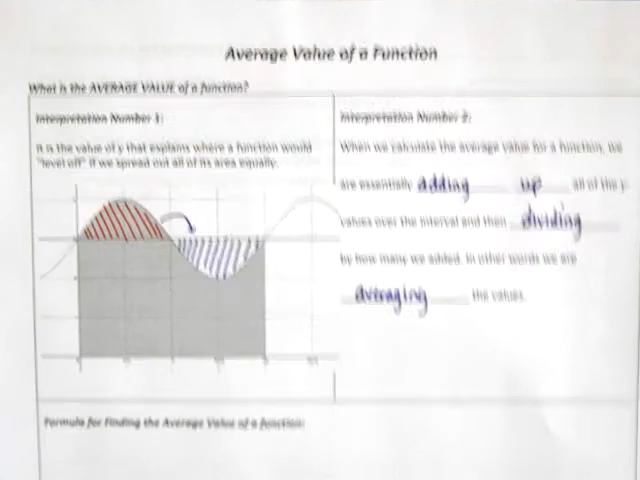 Average Value of a Function
What is the AVERAGE VALUE of a function?
Interpretation Number 1:
It is the value of y that explains where a function would
"level off" if we spread out all of its area equally.
Interpretation Number 2:
When we calculate the average value for a function, we
are essentially adding up all of the y
values over the interval and then dividing
by how many we added. In other words we are
averaging the values.
Formula for Finding the Average Value of a function: